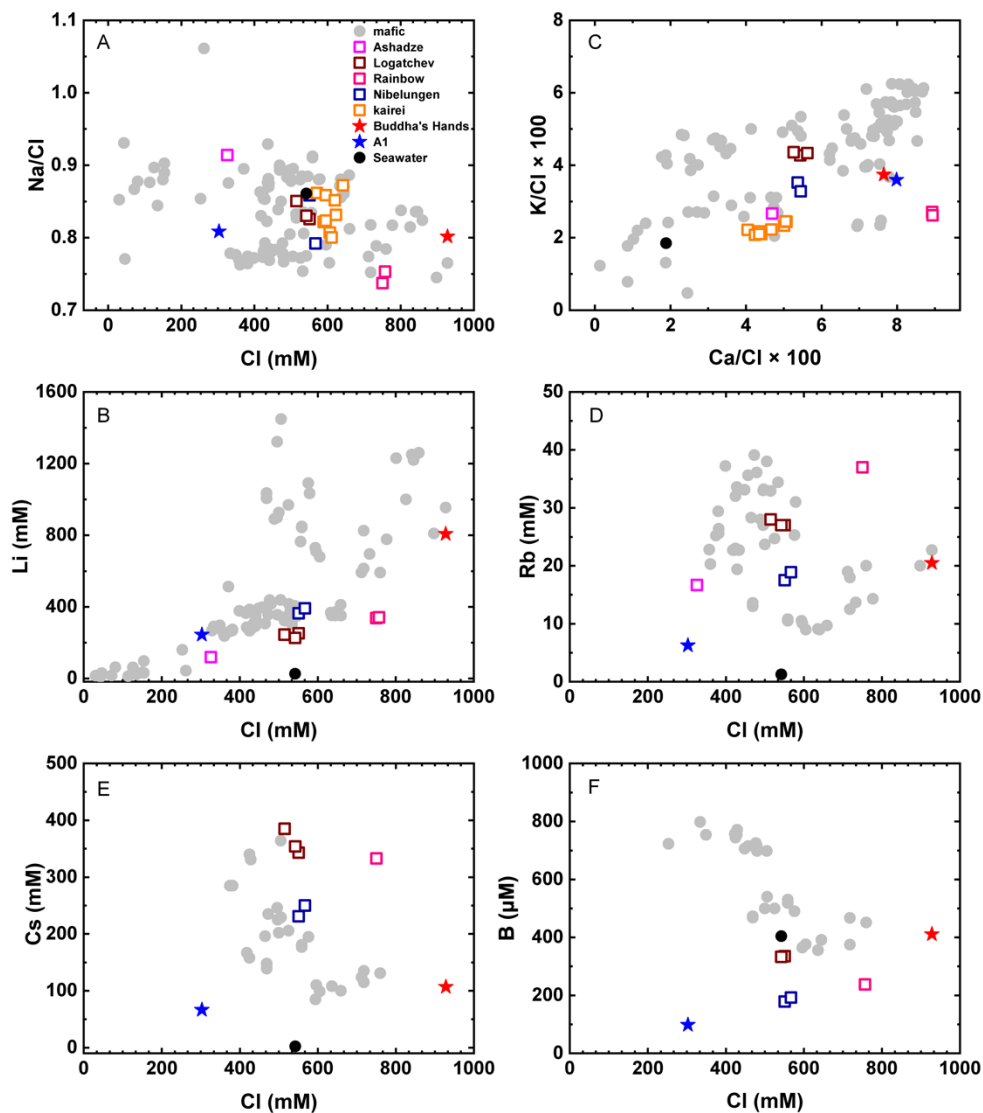 A
1.1
1.0
0.9
0.8
0.7
Na/Cl
0 200 400 600 800 1000
Cl (mM)
mafic
Ashadze
Logatchev
Rainbow
Nibelungen
kairei
Buddha's Hands
A1
Seawater
C
8
6
4
2
0
K/Cl × 100
0 2 4 6 8
Ca/Cl × 100
B
1600
1200
800
400
0
Li (mM)
0 200 400 600 800 1000
Cl (mM)
D
50
40
30
20
10
0
Rb (mM)
0 200 400 600 800 1000
Cl (mM)
E
500
400
300
200
100
0
Cs (mM)
0 200 400 600 800 1000
Cl (mM)
F
1000
800
600
400
200
0
B (μM)
0 200 400 600 800 1000
Cl (mM)